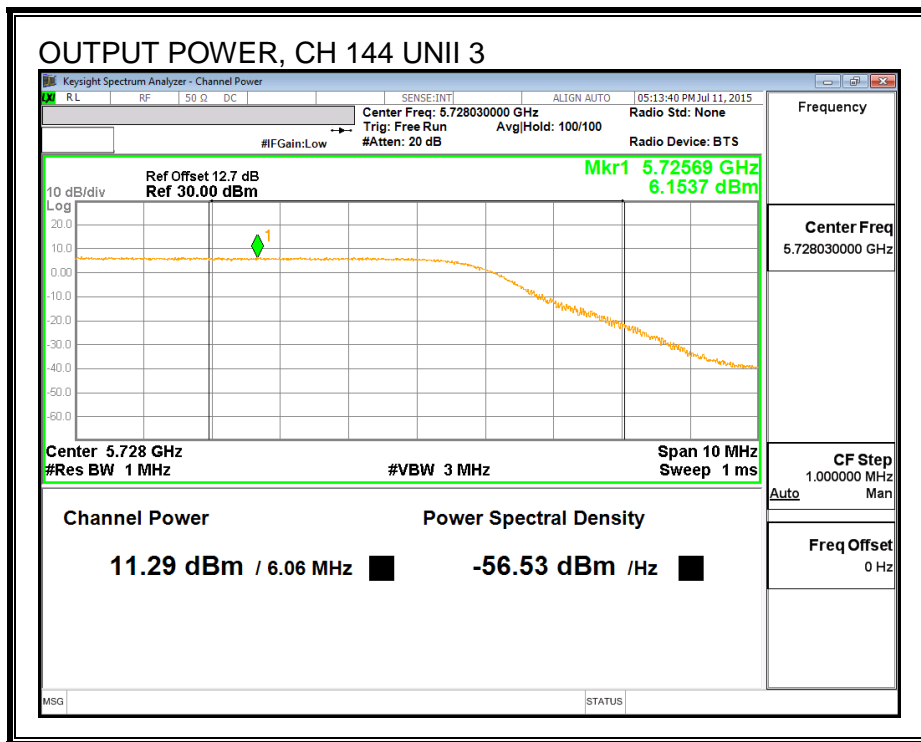 OUTPUT POWER, CH 144 UNII 3
Keysight Spectrum Analyzer - Channel Power
LXI RL RF 50 Ω DC SENSE:INT ALIGN AUTO 05:13:40 PM Jul 11, 2015
Center Freq: 5.728030000 GHz Radio Std: None
Trig: Free Run Avg|Hold: 100/100
#IFGain:Low #Atten: 20 dB Radio Device: BTS
Frequency
Mkr1 5.72569 GHz
6.1537 dBm
Ref Offset 12.7 dB
10 dB/div Ref 30.00 dBm
Log
20.0
10.0
0.00
-10.0
-20.0
-30.0
-40.0
-50.0
-60.0
1
Center 5.728 GHz Span 10 MHz
#Res BW 1 MHz #VBW 3 MHz Sweep 1 ms
Channel Power Power Spectral Density
11.29 dBm / 6.06 MHz -56.53 dBm /Hz
Center Freq
5.728030000 GHz
CF Step
1.000000 MHz
Auto Man
Freq Offset
0 Hz
MSG STATUS